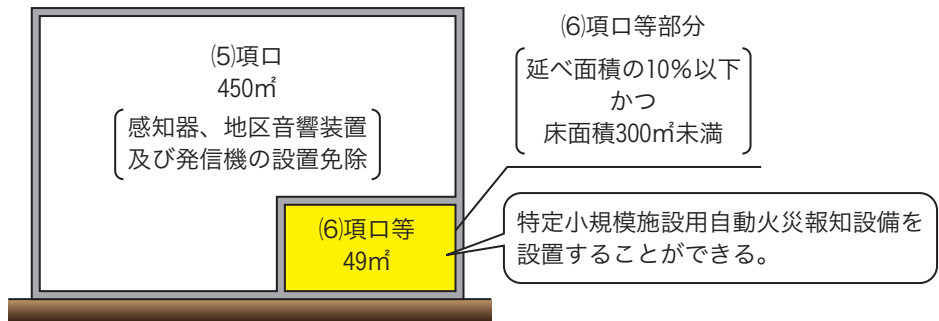 ⑸項ロ
450㎡
感知器、地区音響装置
及び発信機の設置免除
⑹項ロ等部分
延べ面積の10%以下
かつ
床面積300㎡未満
⑹項ロ等
49㎡
特定小規模施設用自動火災報知設備を
設置することができる。